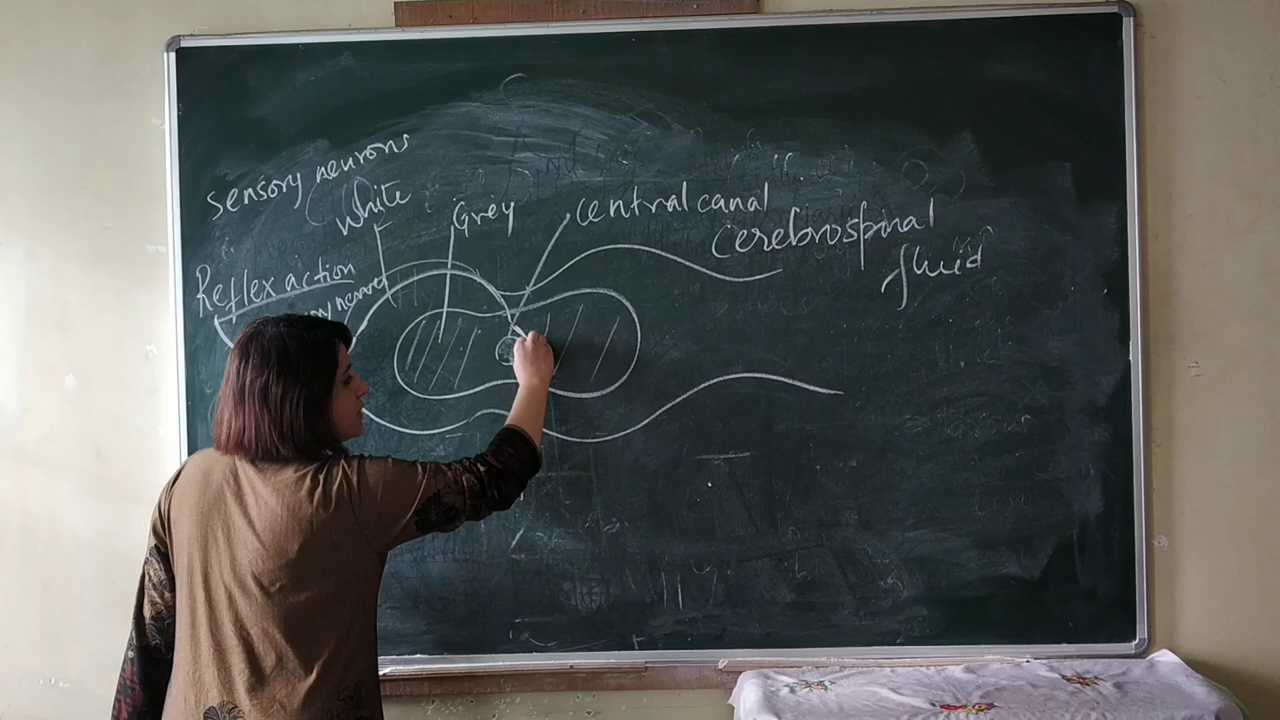 sensory neurons
White
Grey
central canal
cerebrospinal
fluid
Reflex action